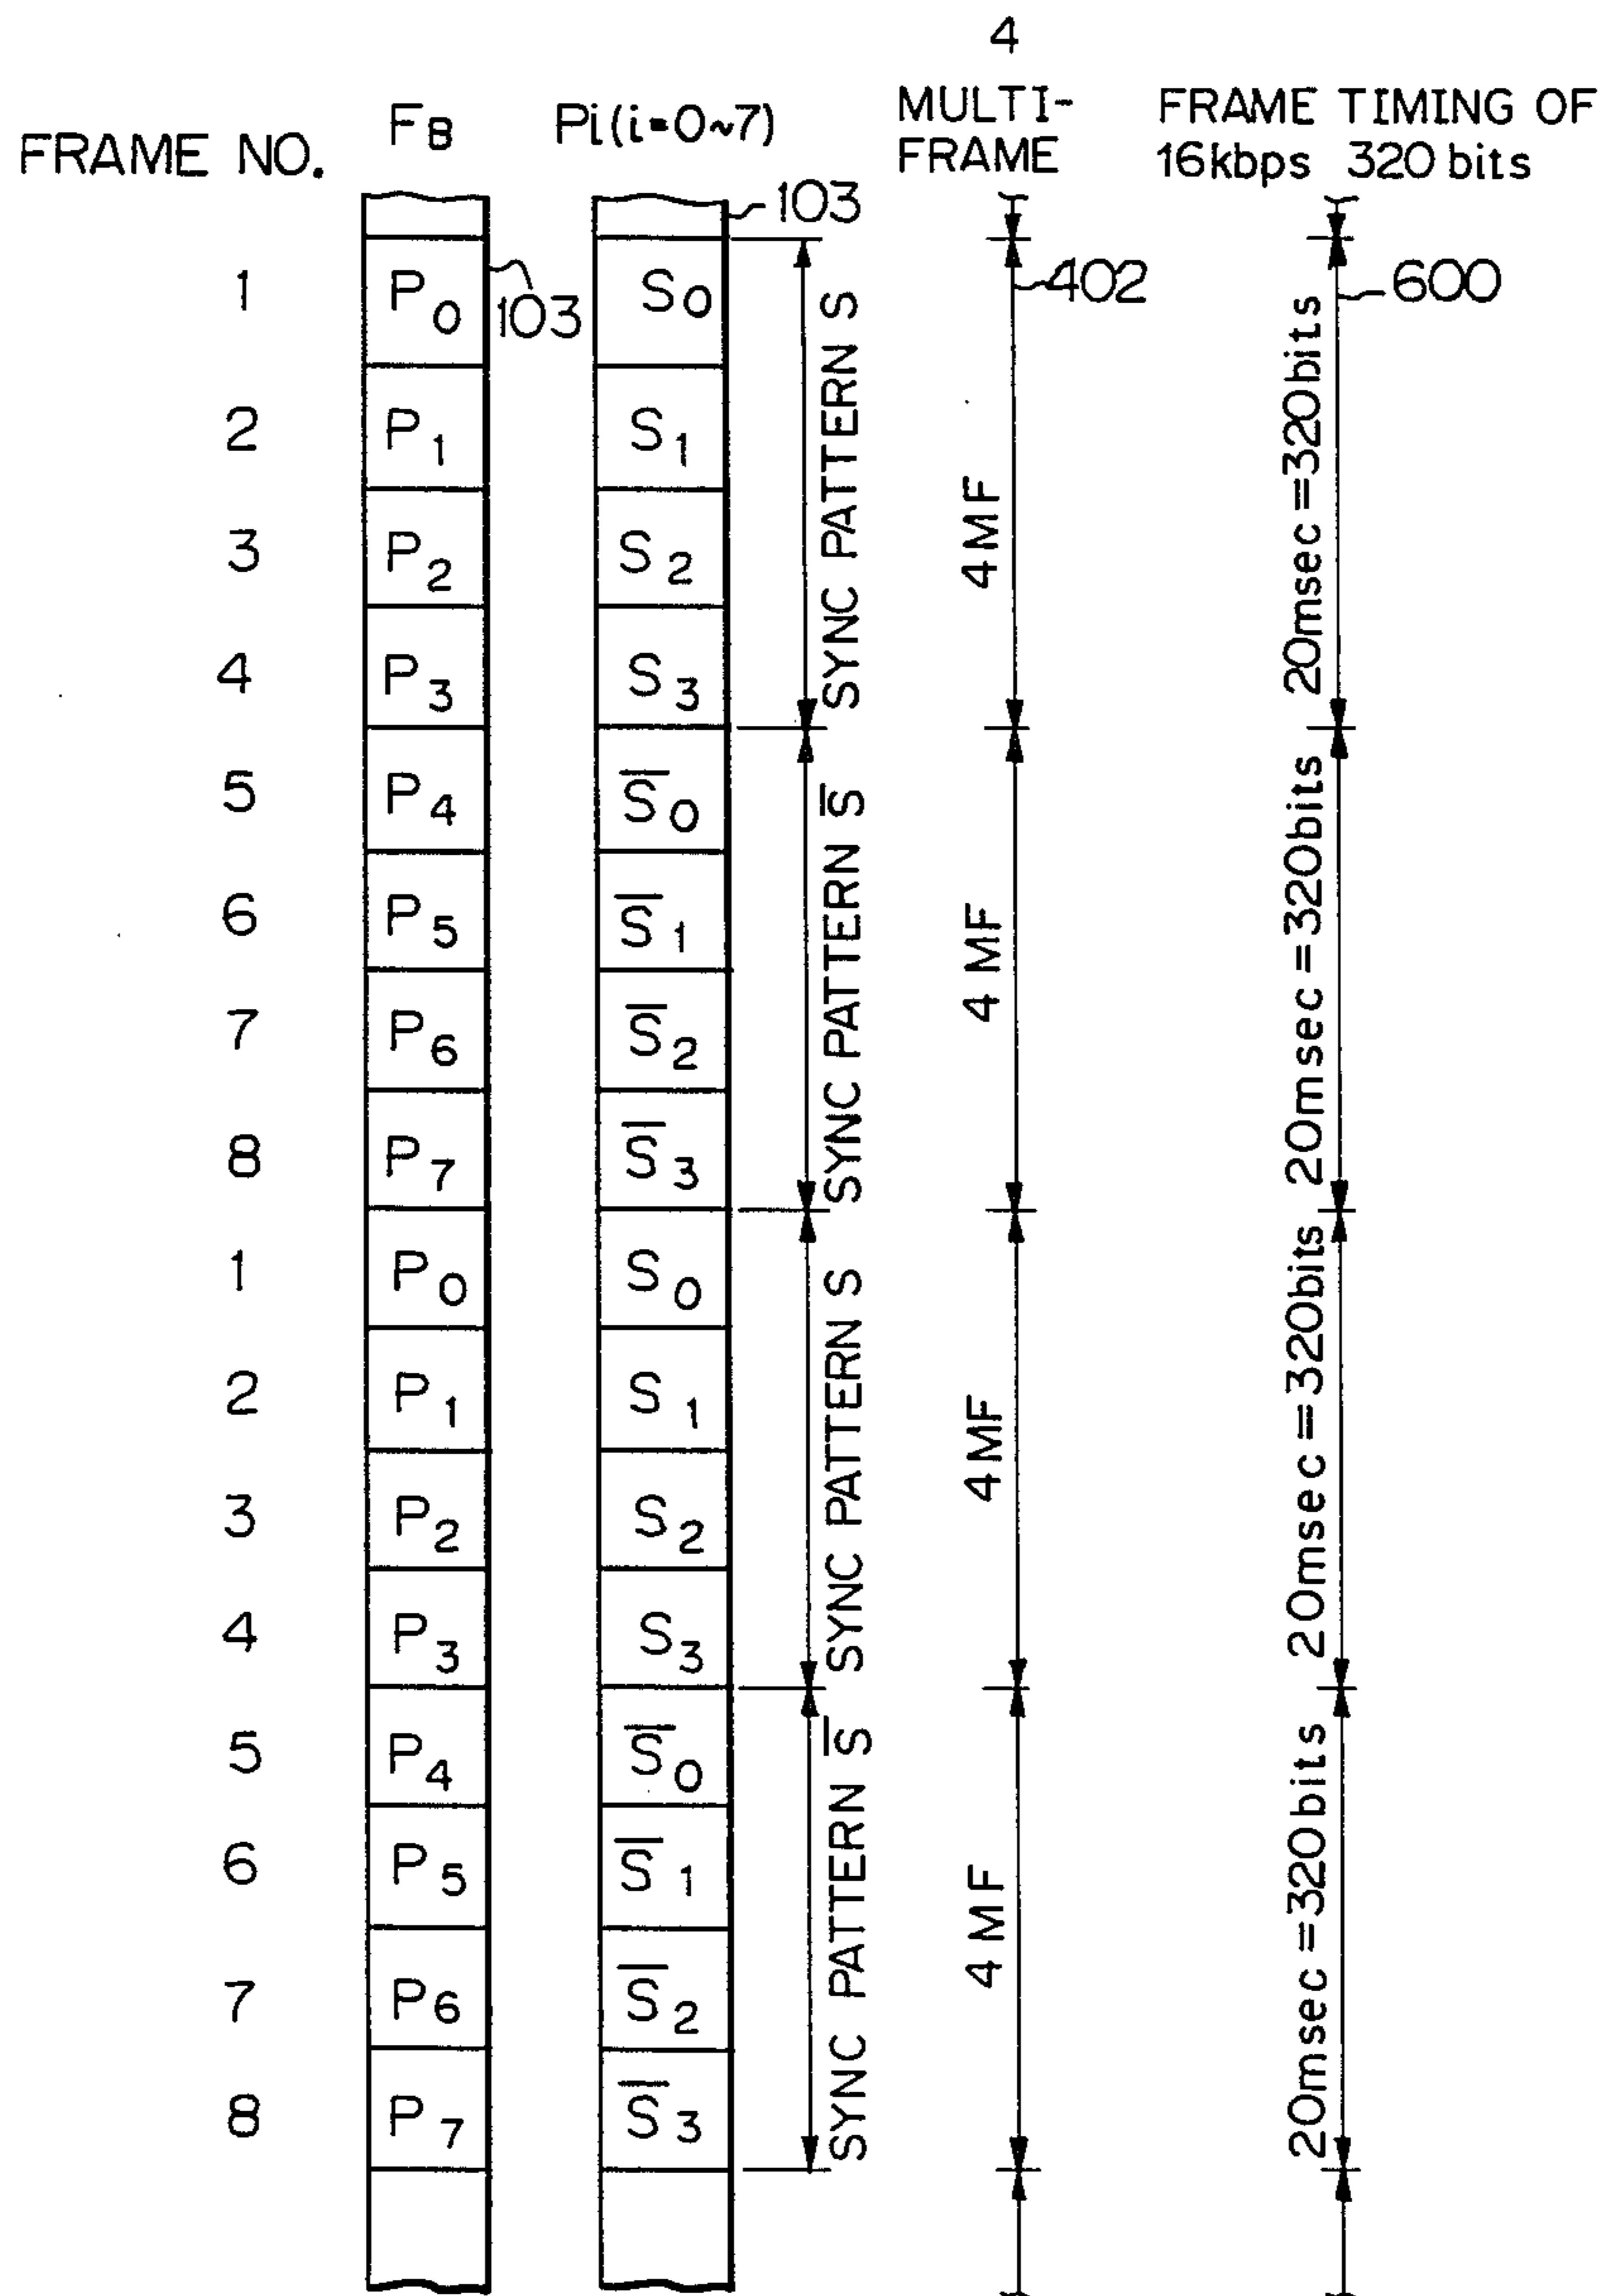 4
FRAME NO. FB Pi(i=0~7) MULTI-FRAME FRAME TIMING OF
16kbps 320 bits
103
1 P0 103 S0 402 600
2 P1 S1
3 P2 S2
4 P3 S3
SYNC PATTERN S 4MF 20msec=320bits
5 P4 S̅0
6 P5 S̅1
7 P6 S̅2
8 P7 S̅3
SYNC PATTERN S̅ 4 MF 20msec=320bits
1 P0 S0
2 P1 S1
3 P2 S2
4 P3 S3
SYNC PATTERN S 4MF 20msec=320bits
5 P4 S̅0
6 P5 S̅1
7 P6 S̅2
8 P7 S̅3
SYNC PATTERN S̅ 4 MF 20msec=320bits